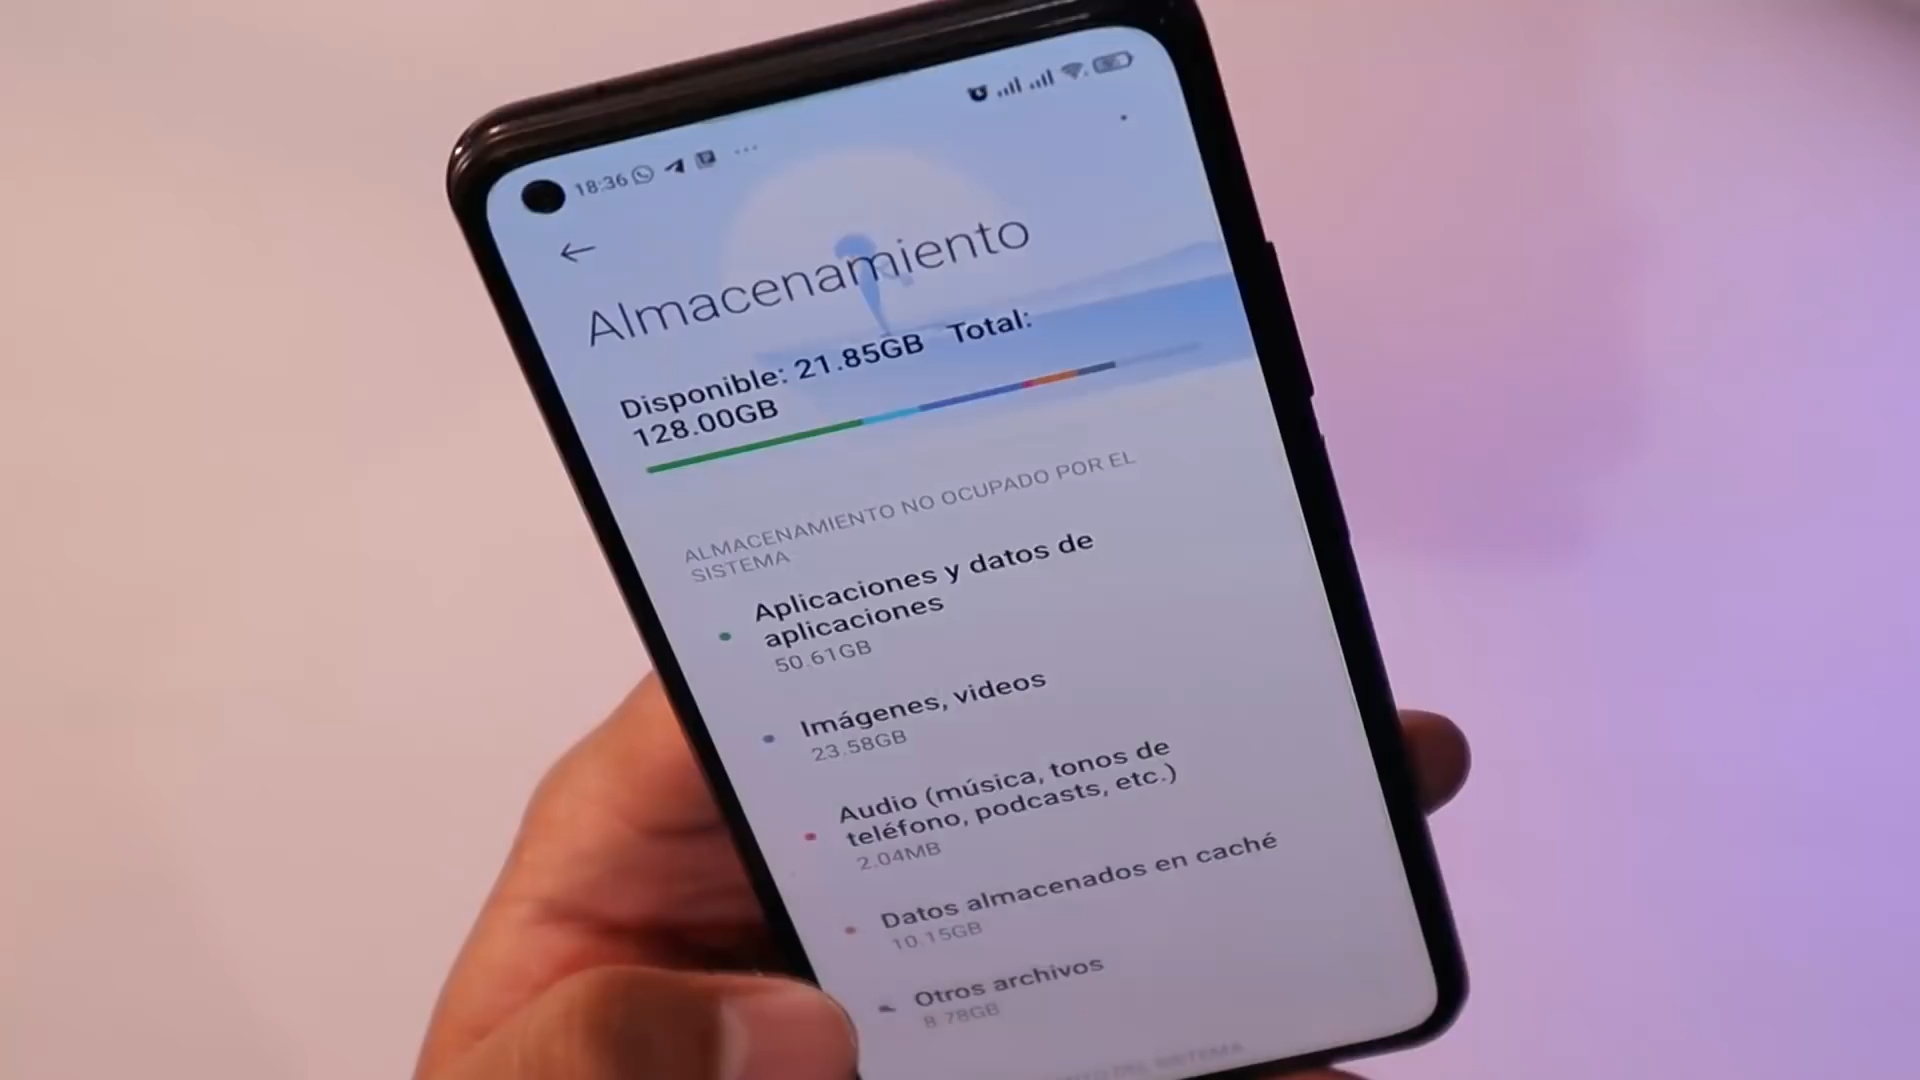 18:36
Almacenamiento
Disponible: 21.85GB Total:
128.00GB
ALMACENAMIENTO NO OCUPADO POR EL
SISTEMA
Aplicaciones y datos de
aplicaciones
50.61GB
Imágenes, videos
23.58GB
Audio (música, tonos de
teléfono, podcasts, etc.)
2.04MB
Datos almacenados en caché
10.15GB
Otros archivos
8.78GB
DEL SISTEMA